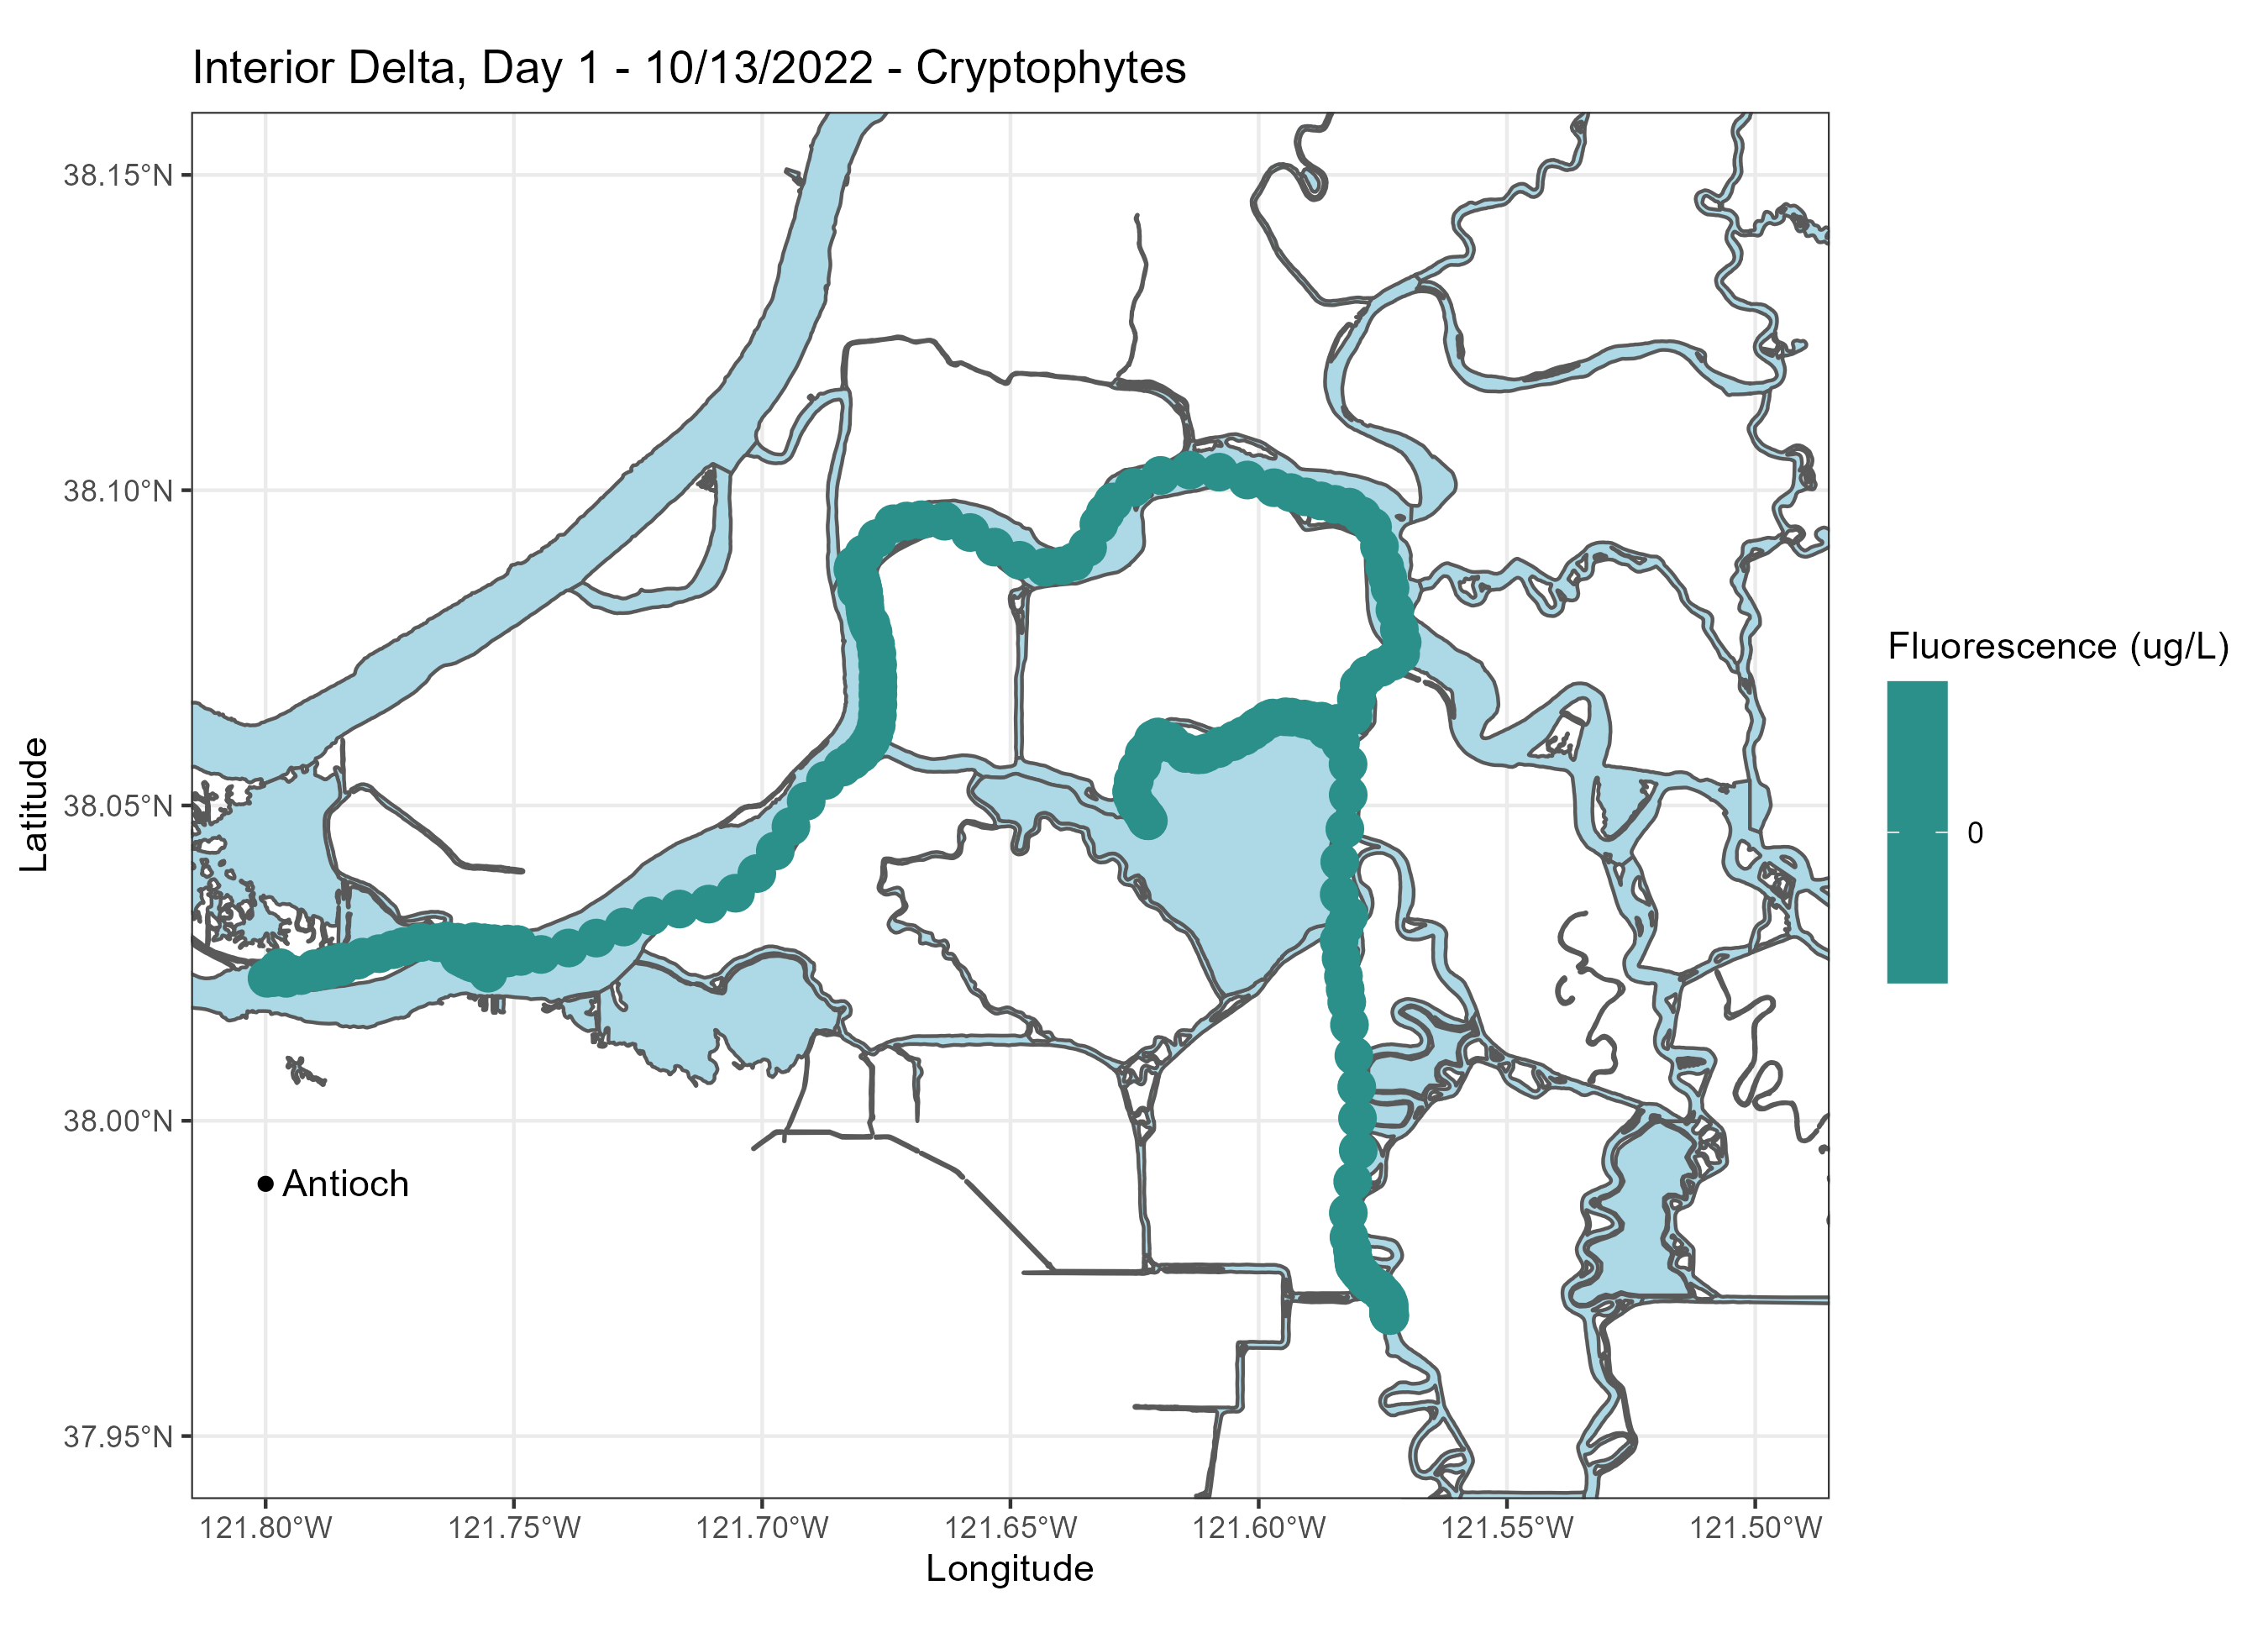 Interior Delta, Day 1 - 10/13/2022 - Cryptophytes
38.15°N
38.10°N
38.05°N
38.00°N
37.95°N
Latitude
Antioch
121.80°W
121.75°W
121.70°W
121.65°W
121.60°W
121.55°W
121.50°W
Longitude
Fluorescence (ug/L)
0